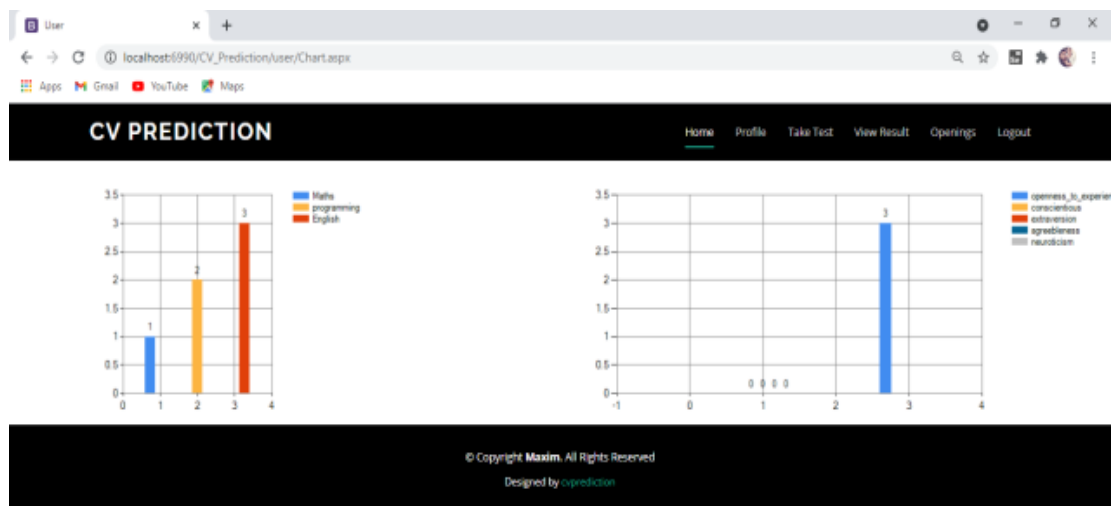 User
localhost:6990/CV_Prediction/user/Chart.aspx
Apps Gmail YouTube Maps
CV PREDICTION
Home Profile Take Test View Result Openings Logout
3.5
3
2.5
2
1.5
1
0.5
0
0 1 2 3 4
1
2
3
Maths
programming
English
3.5
3
2.5
2
1.5
1
0.5
0
-1 0 1 2 3 4
0 0 0 0
3
openness_to_experien
conscientious
extraversion
agreebleness
neuroticism
© Copyright Maxim. All Rights Reserved
Designed by cvprediction